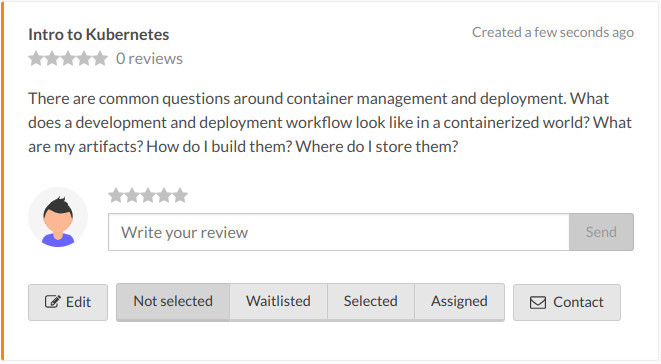 Intro to Kubernetes
Created a few seconds ago
0 reviews
There are common questions around container management and deployment. What
does a development and deployment workflow look like in a containerized world? What
are my artifacts? How do I build them? Where do I store them?
Write your review
Send
Edit
Not selected
Waitlisted
Selected
Assigned
Contact